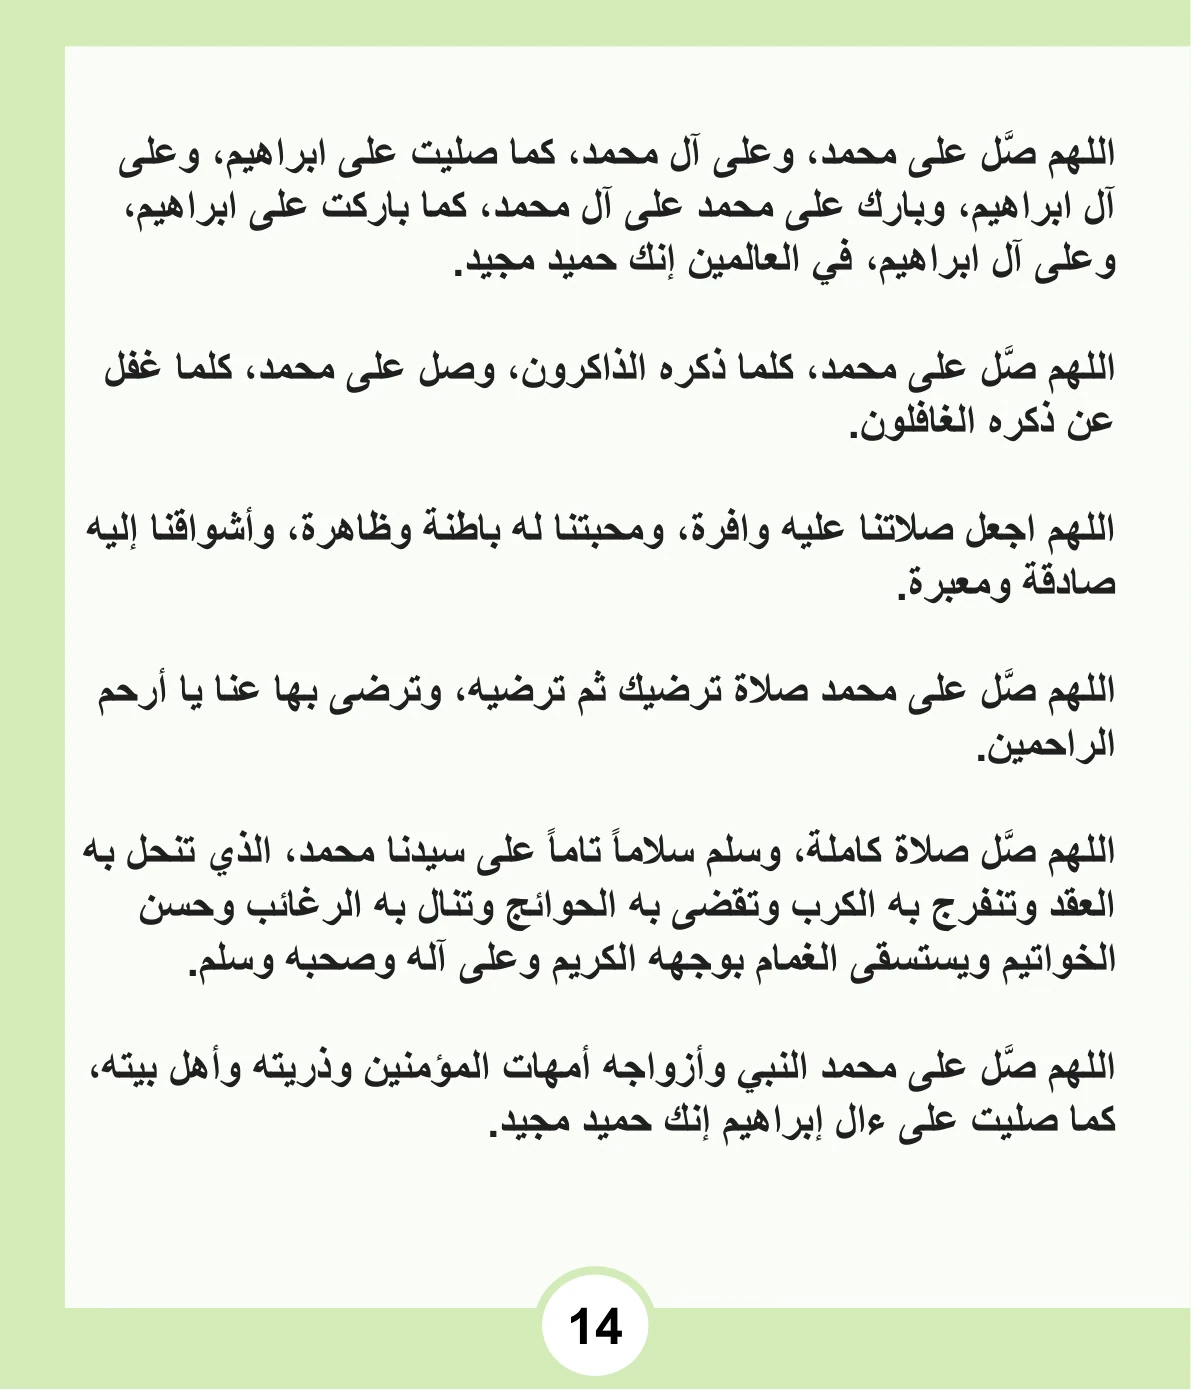 اللهم صَّل على محمد، وعلى آل محمد، كما صليت على ابراهيم، وعلى
آل ابراهيم، وبارك على محمد على آل محمد، كما باركت على ابراهيم،
وعلى آل ابراهيم، في العالمين إنك حميد مجيد.
اللهم صَّل على محمد، كلما ذكره الذاكرون، وصل على محمد، كلما غفل
عن ذكره الغافلون.
اللهم اجعل صلاتنا عليه وافرة، ومحبتنا له باطنة وظاهرة، وأشواقنا إليه
صادقة ومعبرة.
اللهم صَّل على محمد صلاة ترضيك ثم ترضيه، وترضى بها عنا يا أرحم
الراحمين.
اللهم صَّل صلاة كاملة، وسلم سلاماً تاماً على سيدنا محمد، الذي تنحل به
العقد وتنفرج به الكرب وتقضى به الحوائج وتنال به الرغائب وحسن
الخواتيم ويستسقى الغمام بوجهه الكريم وعلى آله وصحبه وسلم.
اللهم صَّل على محمد النبي وأزواجه أمهات المؤمنين وذريته وأهل بيته،
كما صليت على ءال إبراهيم إنك حميد مجيد.
14